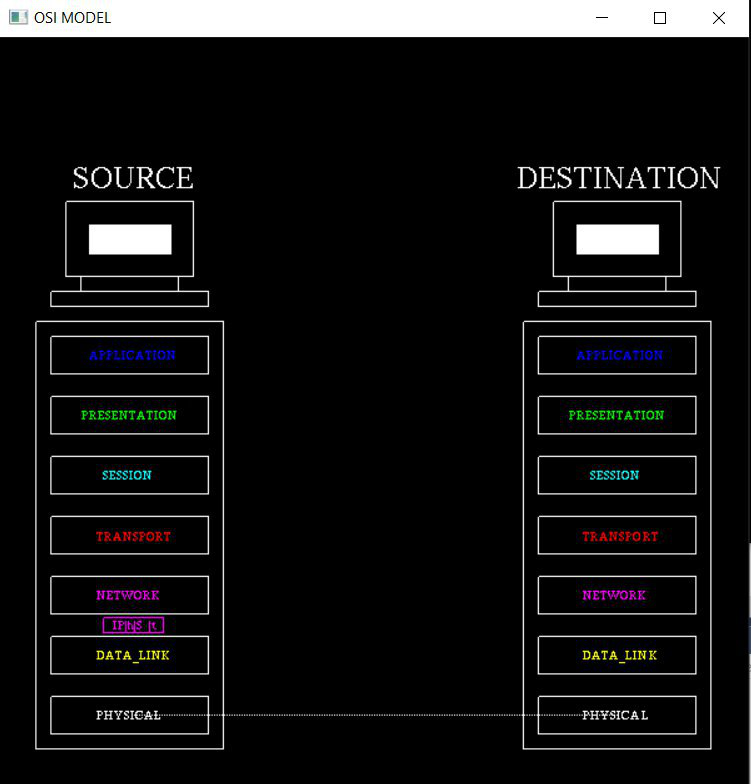 OSI MODEL
SOURCE
DESTINATION
APPLICATION
APPLICATION
PRESENTATION
PRESENTATION
SESSION
SESSION
TRANSPORT
TRANSPORT
NETWORK
NETWORK
DATA_LINK
DATA_LINK
PHYSICAL
PHYSICAL